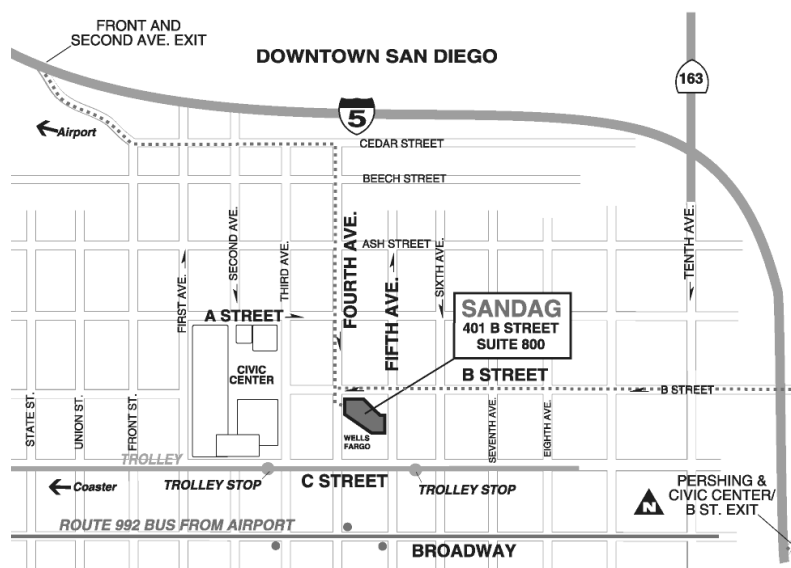 FRONT AND
SECOND AVE. EXIT
DOWNTOWN SAN DIEGO
163
5
Airport
CEDAR STREET
BEECH STREET
ASH STREET
FIRST AVE.
SECOND AVE.
THIRD AVE.
FOURTH AVE.
FIFTH AVE.
SIXTH AVE.
TENTH AVE.
A STREET
SANDAG
401 B STREET
SUITE 800
CIVIC
CENTER
B STREET
B STREET
STATE ST.
UNION ST.
FRONT ST.
WELLS
FARGO
SEVENTH AVE.
EIGHTH AVE.
TROLLEY
Coaster
TROLLEY STOP
C STREET
TROLLEY STOP
PERSHING &
CIVIC CENTER/
B ST. EXIT
N
ROUTE 992 BUS FROM AIRPORT
BROADWAY